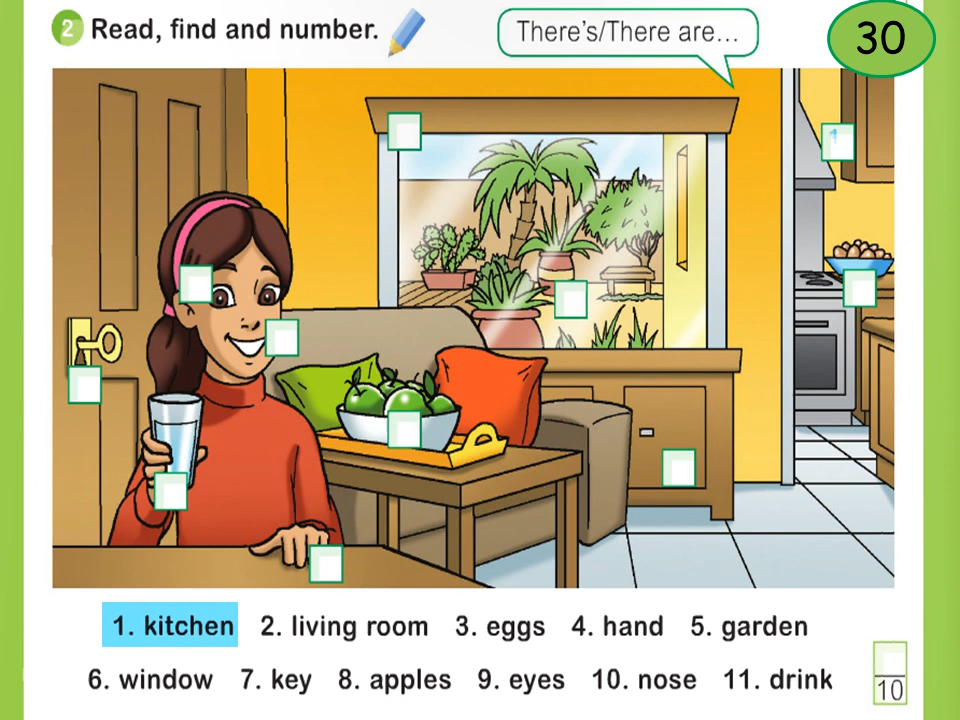 2 Read, find and number.
There's/There are...
30
1
1. kitchen 2. living room 3. eggs 4. hand 5. garden
6. window 7. key 8. apples 9. eyes 10. nose 11. drink
10